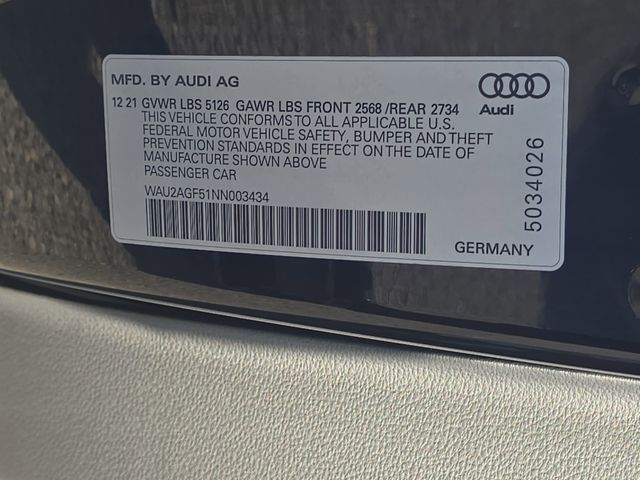 MFD. BY AUDI AG
12 21 GVWR LBS 5126 GAWR LBS FRONT 2568 /REAR 2734
THIS VEHICLE CONFORMS TO ALL APPLICABLE U.S.
FEDERAL MOTOR VEHICLE SAFETY, BUMPER AND THEFT
PREVENTION STANDARDS IN EFFECT ON THE DATE OF
MANUFACTURE SHOWN ABOVE
PASSENGER CAR
WAU2AGF51NN003434
Audi
5034026
GERMANY